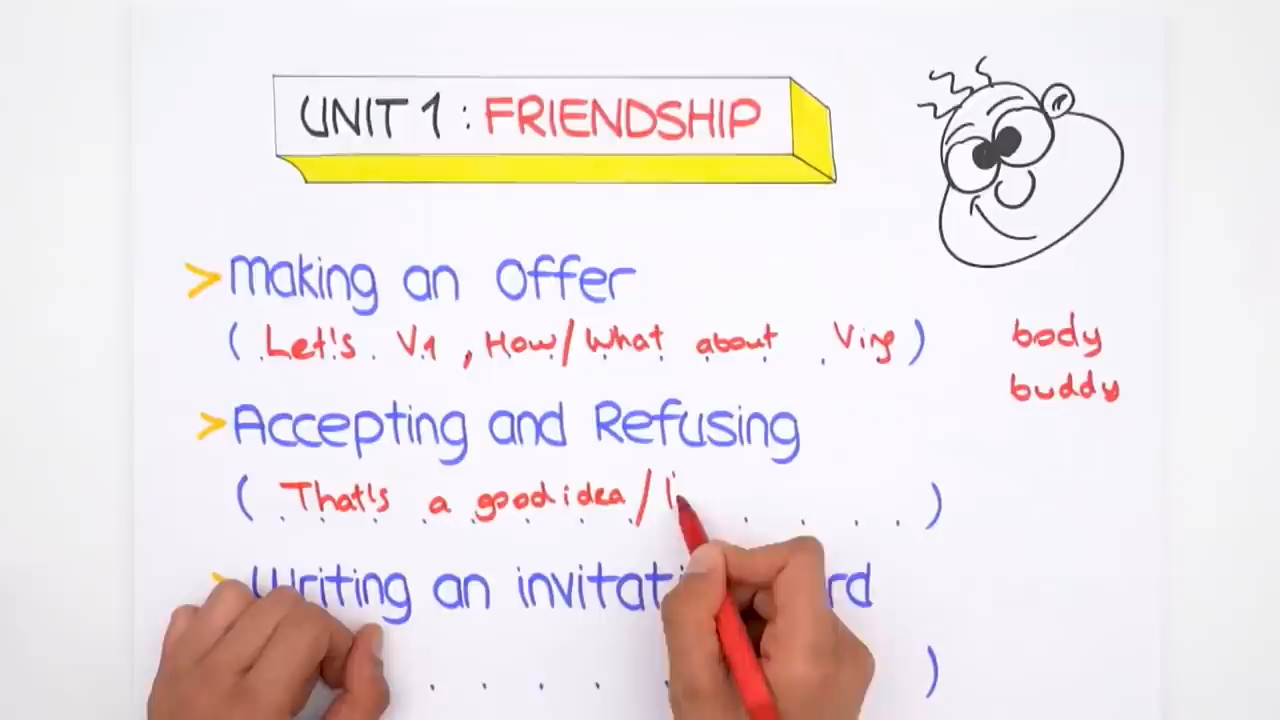 UNIT 1 : FRIENDSHIP
> Making an Offer
( Let's V1 , How/What about Ving )
body
buddy
> Accepting and Refusing
( That's a good idea /
Writing an invitati rd
)